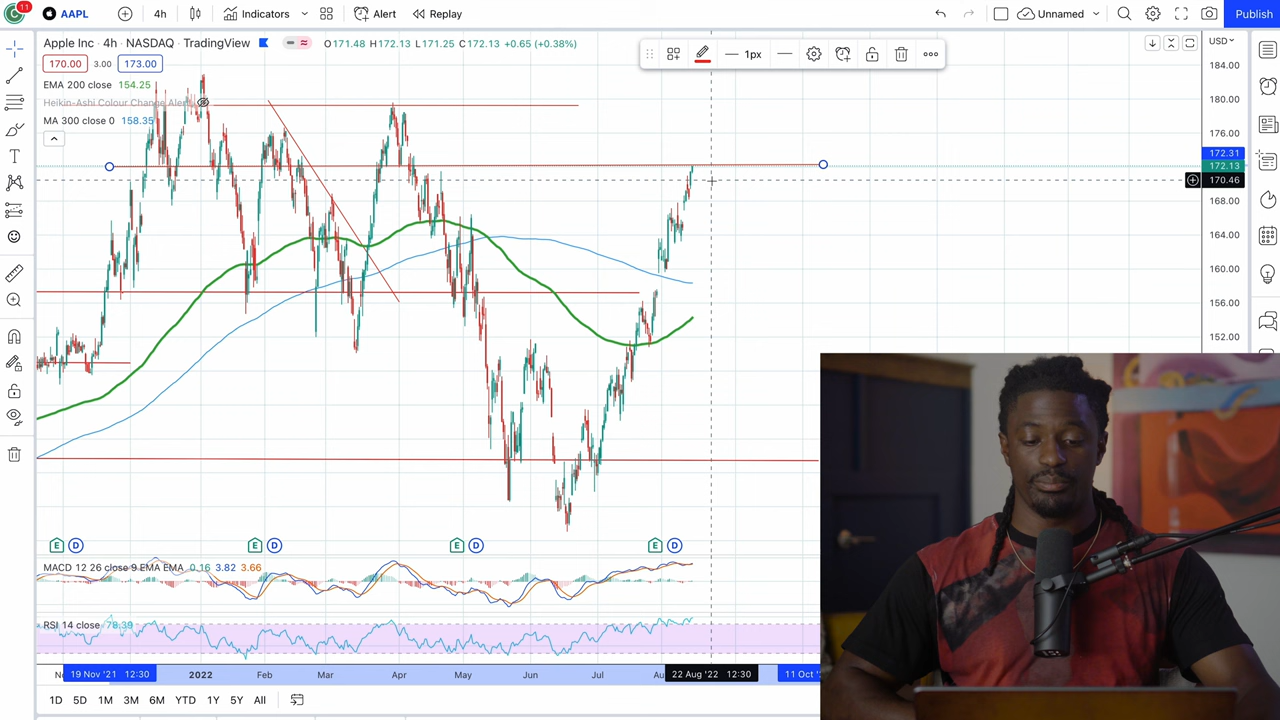 11
AAPL
4h
Indicators
Alert
Replay
Unnamed
Publish
Apple Inc · 4h · NASDAQ · TradingView
O171.48 H172.13 L171.25 C172.13 +0.65 (+0.38%)
170.00
3.00
173.00
EMA 200 close 154.25
Heikin-Ashi Colour Change Alert
MA 300 close 0 158.35
1px
USD
184.00
180.00
176.00
172.31
172.13
170.46
168.00
164.00
160.00
156.00
152.00
E D E D E D E D
MACD 12 26 close 9 EMA EMA 0.16 3.82 3.66
RSI 14 close 78.39
19 Nov '21 12:30
2022
Feb
Mar
Apr
May
Jun
Jul
22 Aug '22 12:30
11 Oct '
1D 5D 1M 3M 6M YTD 1Y 5Y All